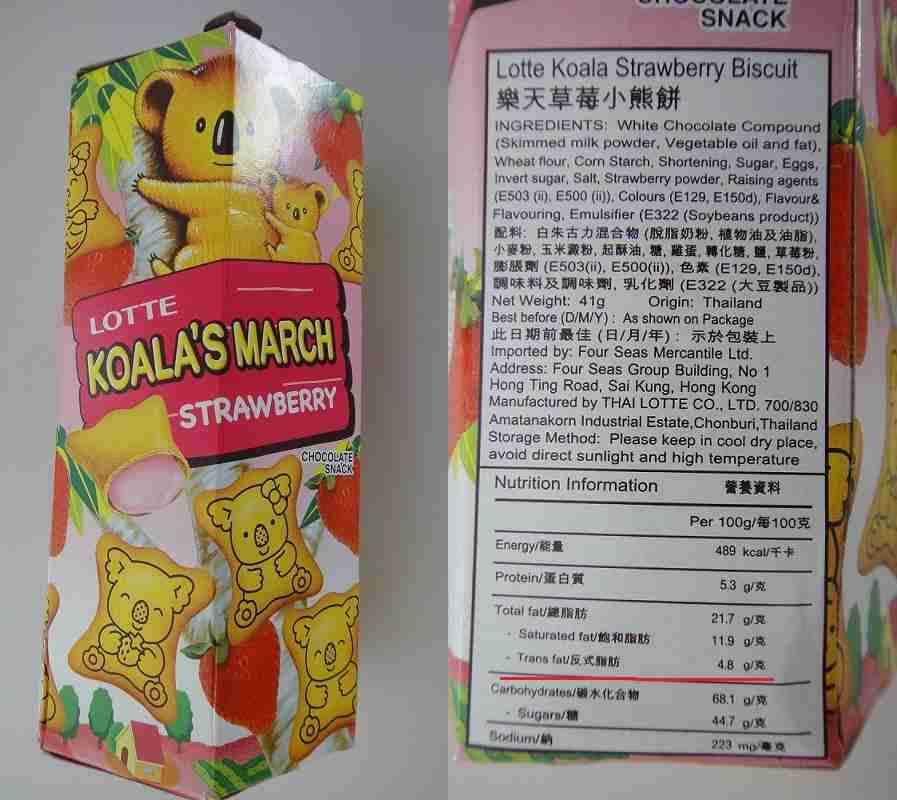 LOTTE
KOALA'S MARCH
STRAWBERRY
CHOCOLATE
SNACK
CHOCOLATE
SNACK
Lotte Koala Strawberry Biscuit
樂天草莓小熊餅
INGREDIENTS: White Chocolate Compound
(Skimmed milk powder, Vegetable oil and fat),
Wheat flour, Corn Starch, Shortening, Sugar, Eggs,
Invert sugar, Salt, Strawberry powder, Raising agents
(E503 (ii), E500 (ii)), Colours (E129, E150d), Flavour&
Flavouring, Emulsifier (E322 (Soybeans product))
配料: 白朱古力混合物 (脫脂奶粉, 植物油及油脂),
小麥粉, 玉米澱粉, 起酥油, 糖, 雞蛋, 轉化糖, 鹽, 草莓粉,
膨脹劑 (E503(ii), E500(ii)), 色素 (E129, E150d),
調味料及調味劑, 乳化劑 (E322 (大豆製品))
Net Weight: 41g Origin: Thailand
Best before (D/M/Y) : As shown on Package
此日期前最佳 (日/月/年) : 示於包裝上
Imported by: Four Seas Mercantile Ltd.
Address: Four Seas Group Building, No 1
Hong Ting Road, Sai Kung, Hong Kong
Manufactured by THAI LOTTE CO., LTD. 700/830
Amatanakorn Industrial Estate,Chonburi,Thailand
Storage Method: Please keep in cool dry place,
avoid direct sunlight and high temperature
Nutrition Information 營養資料
Per 100g/每100克
Energy/能量 489 kcal/千卡
Protein/蛋白質 5.3 g/克
Total fat/總脂肪 21.7 g/克
- Saturated fat/飽和脂肪 11.9 g/克
- Trans fat/反式脂肪 4.8 g/克
Carbohydrates/碳水化合物 68.1 g/克
- Sugars/糖 44.7 g/克
Sodium/鈉 223 mg/毫克